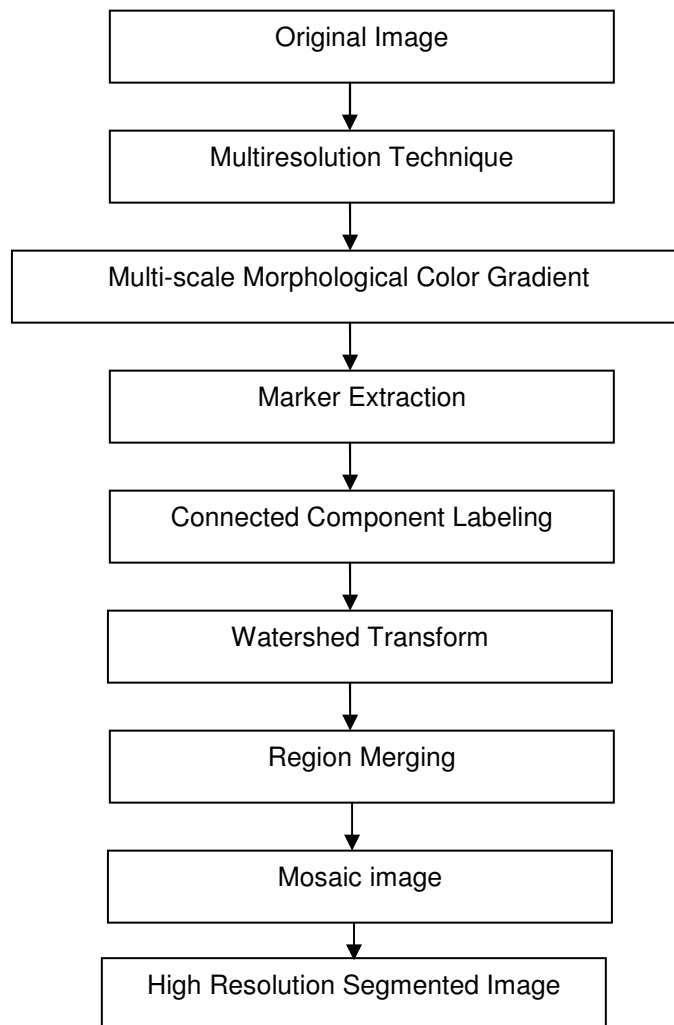 Original Image
Multiresolution Technique
Multi-scale Morphological Color Gradient
Marker Extraction
Connected Component Labeling
Watershed Transform
Region Merging
Mosaic image
High Resolution Segmented Image